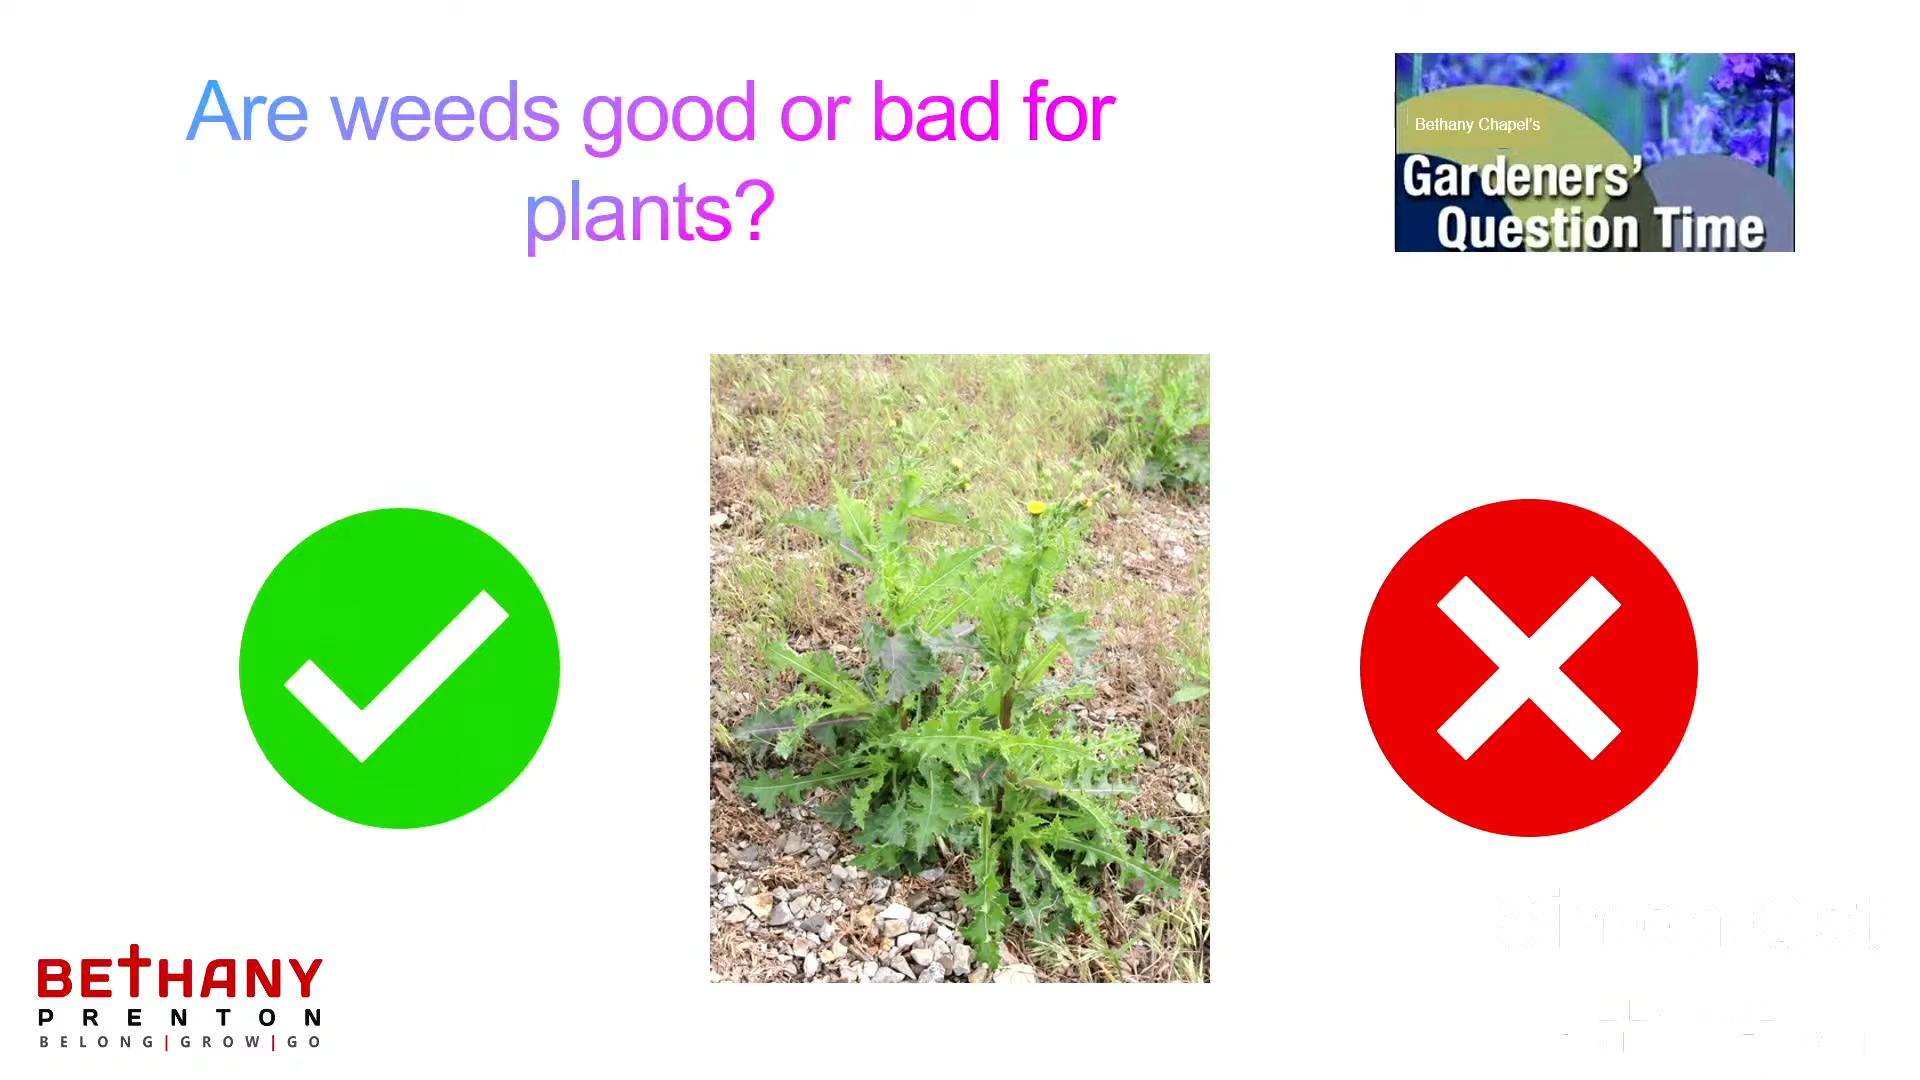 Are weeds good or bad for
plants?
Bethany Chapel's
Gardeners'
Question Time
BETHANY
PRENTON
BELONG|GROW|GO